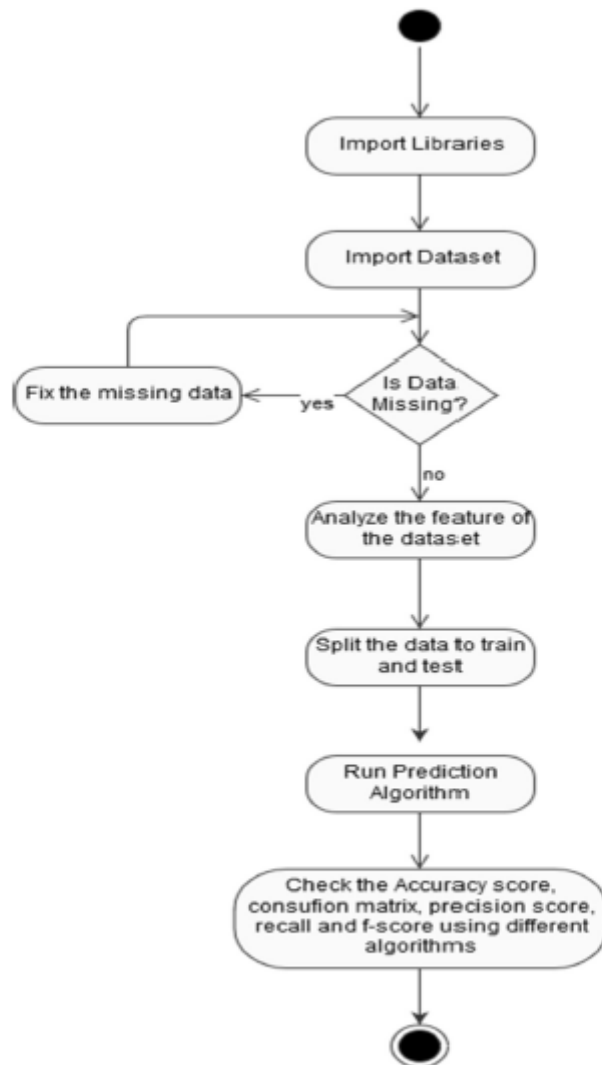 Import Libraries
Import Dataset
Fix the missing data
yes
Is Data
Missing?
no
Analyze the feature of
the dataset
Split the data to train
and test
Run Prediction
Algorithm
Check the Accuracy score,
consufion matrix, precision score,
recall and f-score using different
algorithms